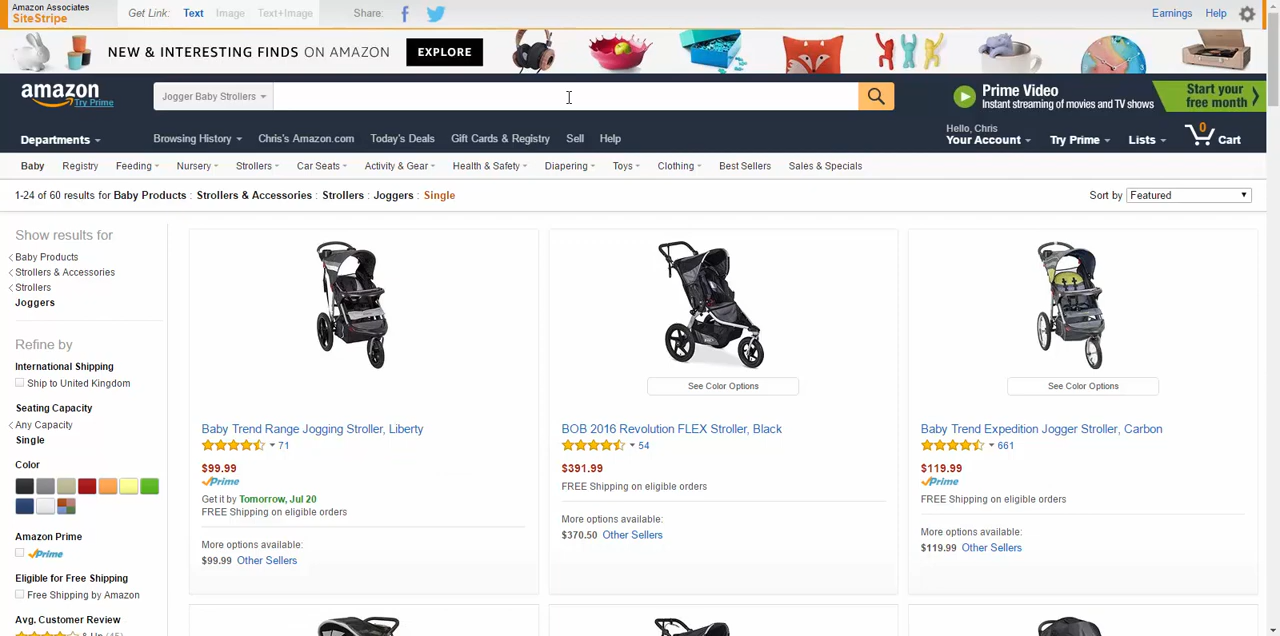 Amazon Associates
SiteStripe
Get Link: Text Image Text+Image
Share:
Earnings Help
NEW & INTERESTING FINDS ON AMAZON EXPLORE
amazon
Try Prime
Jogger Baby Strollers
Prime Video
Instant streaming of movies and TV shows
Start your
free month
Departments
Browsing History Chris's Amazon.com Today's Deals Gift Cards & Registry Sell Help
Hello, Chris
Your Account Try Prime Lists 0 Cart
Baby Registry Feeding Nursery Strollers Car Seats Activity & Gear Health & Safety Diapering Toys Clothing Best Sellers Sales & Specials
1-24 of 60 results for Baby Products : Strollers & Accessories : Strollers : Joggers : Single
Sort by Featured
Show results for
Baby Products
Strollers & Accessories
Strollers
Joggers
Refine by
International Shipping
Ship to United Kingdom
Seating Capacity
Any Capacity
Single
Color
Amazon Prime
Prime
Eligible for Free Shipping
Free Shipping by Amazon
Avg. Customer Review
& Up (45)
Baby Trend Range Jogging Stroller, Liberty
71
$99.99
Prime
Get it by Tomorrow, Jul 20
FREE Shipping on eligible orders
More options available:
$99.99 Other Sellers
See Color Options
BOB 2016 Revolution FLEX Stroller, Black
54
$391.99
FREE Shipping on eligible orders
More options available:
$370.50 Other Sellers
See Color Options
Baby Trend Expedition Jogger Stroller, Carbon
661
$119.99
Prime
FREE Shipping on eligible orders
More options available:
$119.99 Other Sellers